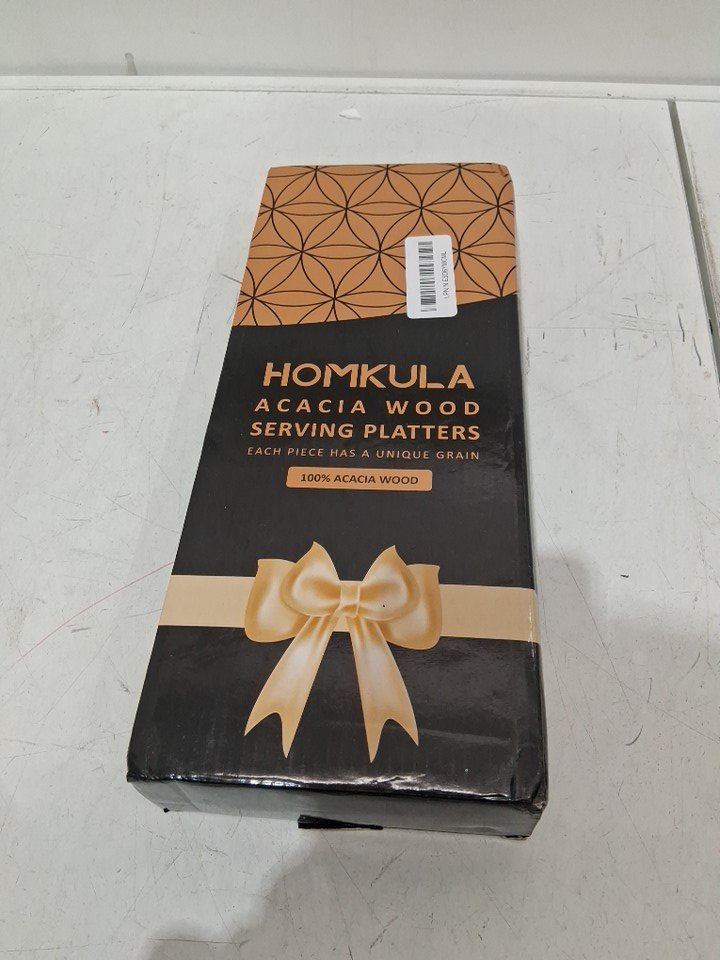 HOMKULA
ACACIA WOOD
SERVING PLATTERS
EACH PIECE HAS A UNIQUE GRAIN
100% ACACIA WOOD